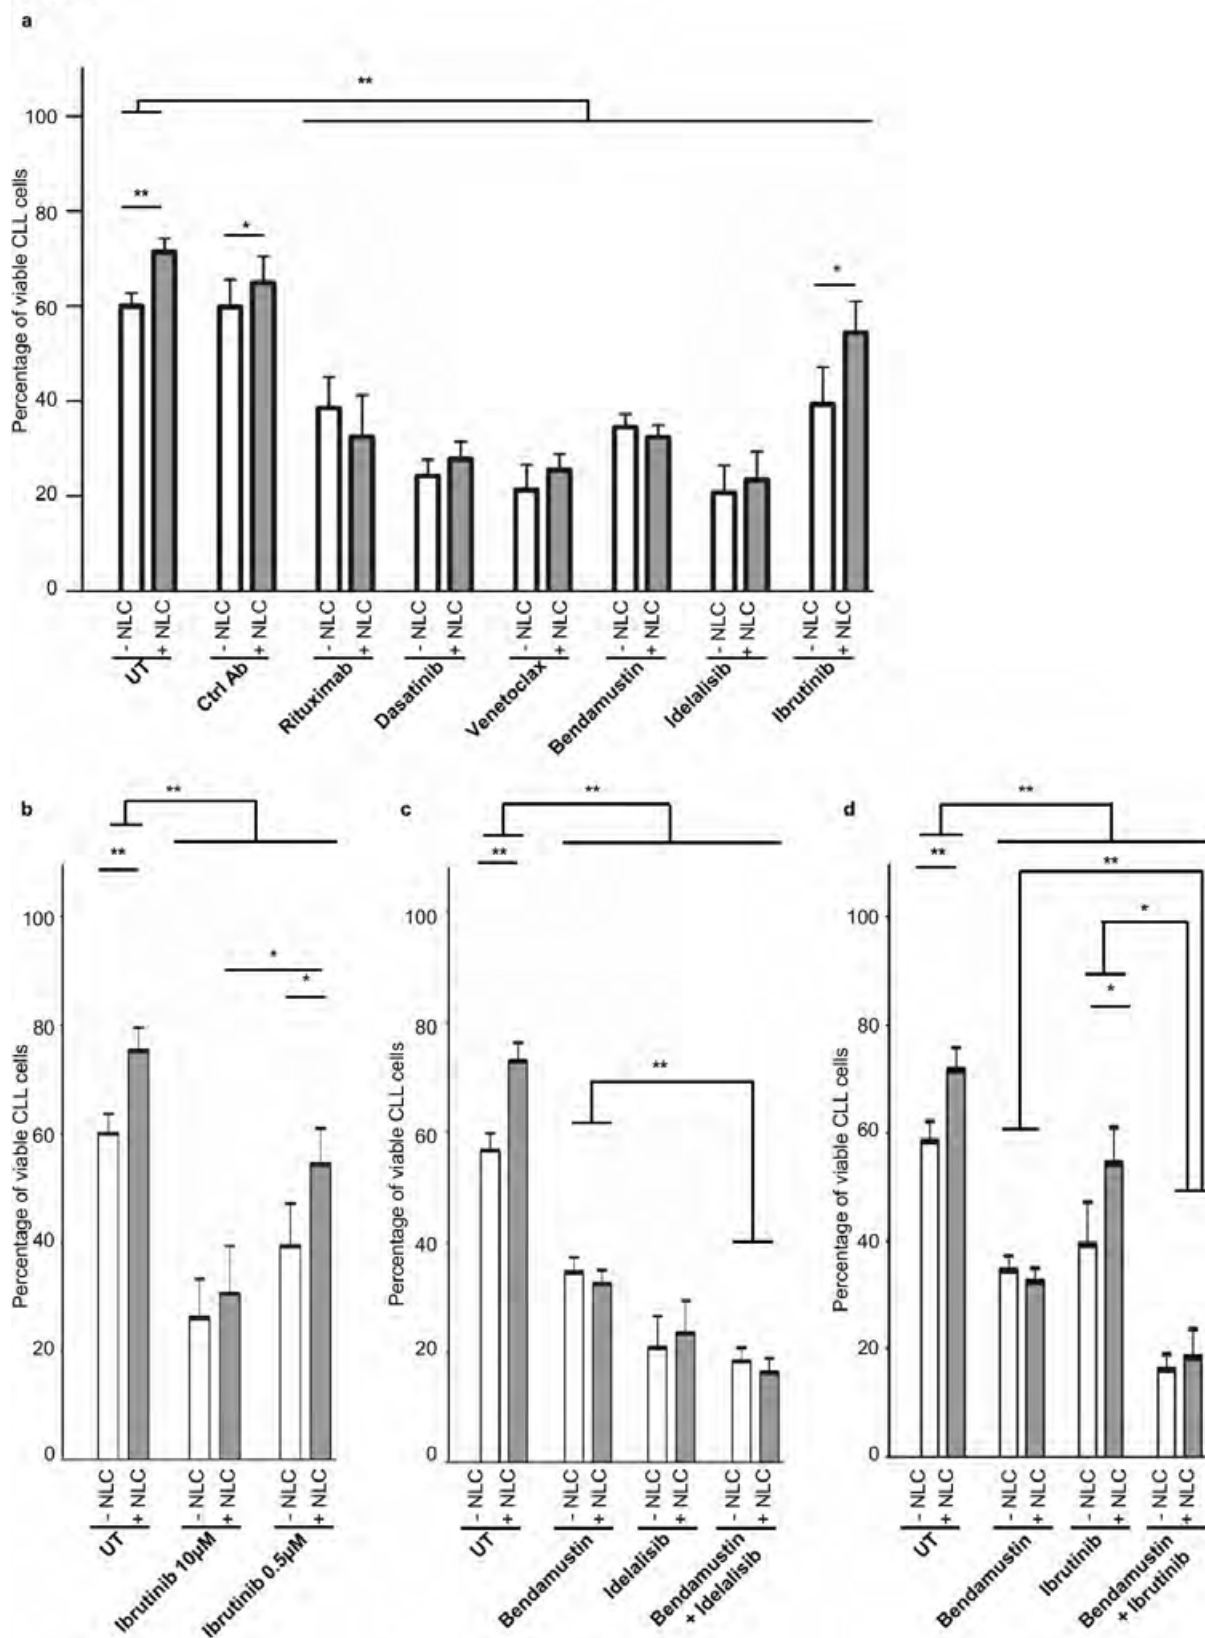 a
**
100
**
80
*
*
60
40
20
0
Percentage of viable CLL cells
- NLC
+ NLC
- NLC
+ NLC
- NLC
+ NLC
- NLC
+ NLC
- NLC
+ NLC
- NLC
+ NLC
- NLC
+ NLC
- NLC
+ NLC
UT
Ctrl Ab
Rituximab
Dasatinib
Venetoclax
Bendamustin
Idelalisib
Ibrutinib
b
**
**
100
*
*
80
60
40
20
0
Percentage of viable CLL cells
- NLC
+ NLC
- NLC
+ NLC
- NLC
+ NLC
UT
Ibrutinib 10µM
Ibrutinib 0.5µM
c
**
**
100
80
**
60
40
20
0
Percentage of viable CLL cells
- NLC
+ NLC
- NLC
+ NLC
- NLC
+ NLC
- NLC
+ NLC
UT
Bendamustin
Idelalisib
Bendamustin
+ Idelalisib
d
**
**
**
100
*
*
80
60
40
20
0
Percentage of viable CLL cells
- NLC
+ NLC
- NLC
+ NLC
- NLC
+ NLC
- NLC
+ NLC
UT
Bendamustin
Ibrutinib
Bendamustin
+ Ibrutinib